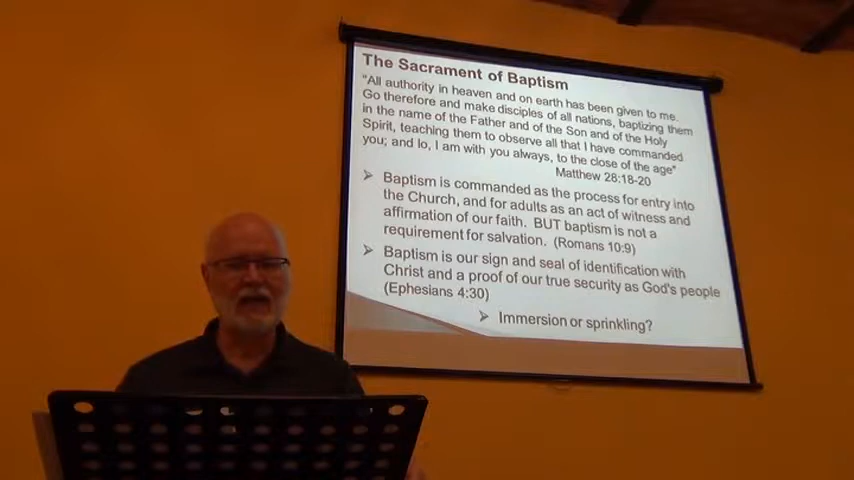 The Sacrament of Baptism
"All authority in heaven and on earth has been given to me.
Go therefore and make disciples of all nations, baptizing them
in the name of the Father and of the Son and of the Holy
Spirit, teaching them to observe all that I have commanded
you; and lo, I am with you always, to the close of the age"
Matthew 28:18-20
Baptism is commanded as the process for entry into
the Church, and for adults as an act of witness and
affirmation of our faith. BUT baptism is not a
requirement for salvation. (Romans 10:9)
Baptism is our sign and seal of identification with
Christ and a proof of our true security as God's people
(Ephesians 4:30)
Immersion or sprinkling?